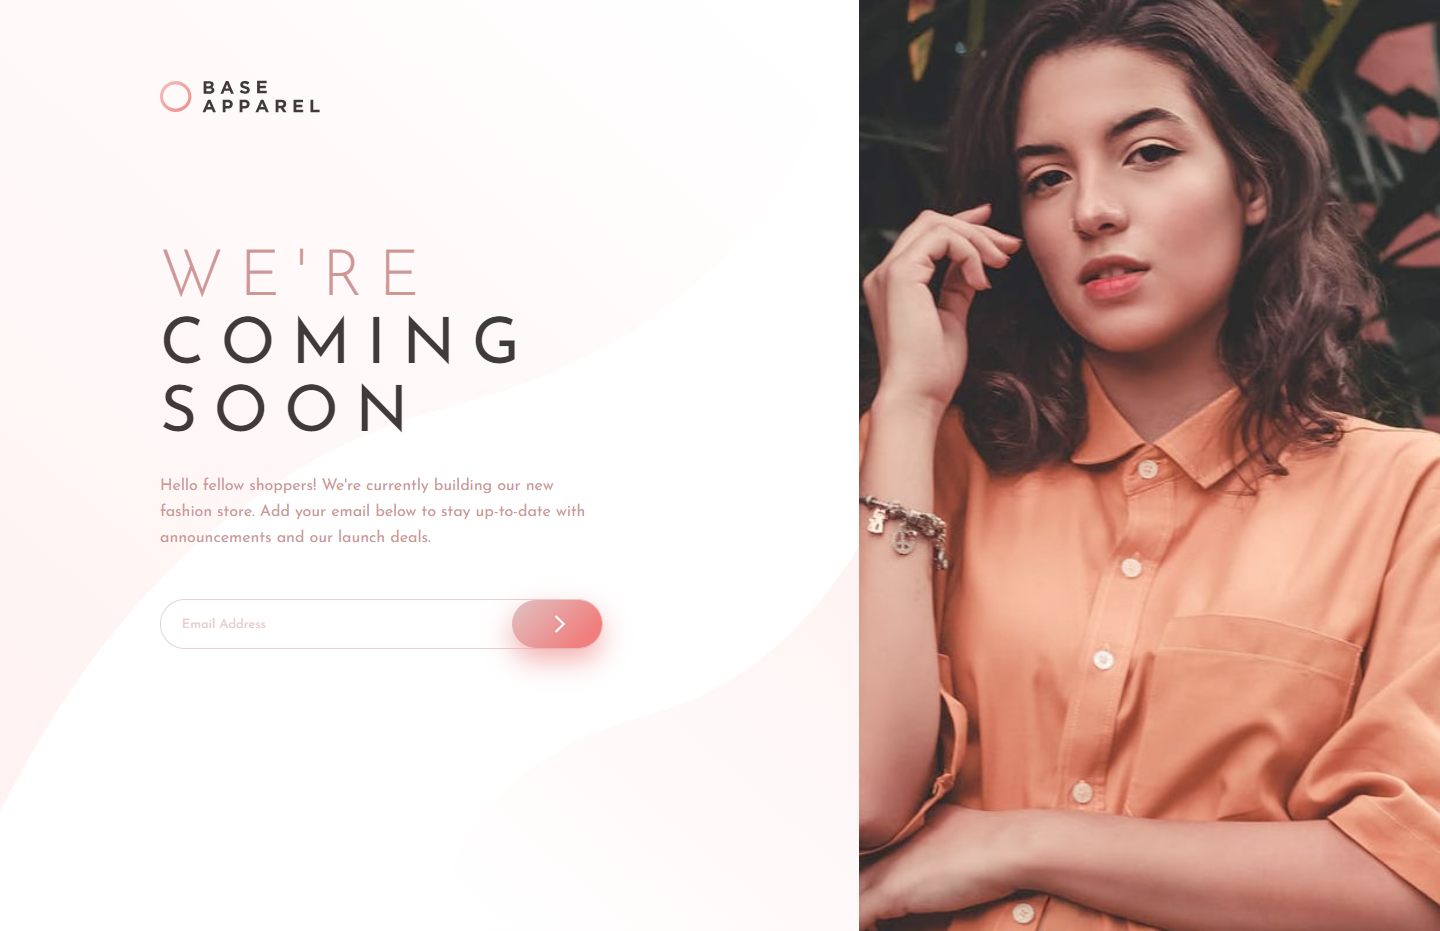 BASE
APPAREL
WE'RE
COMING
SOON
Hello fellow shoppers! We're currently building our new
fashion store. Add your email below to stay up-to-date with
announcements and our launch deals.
Email Address